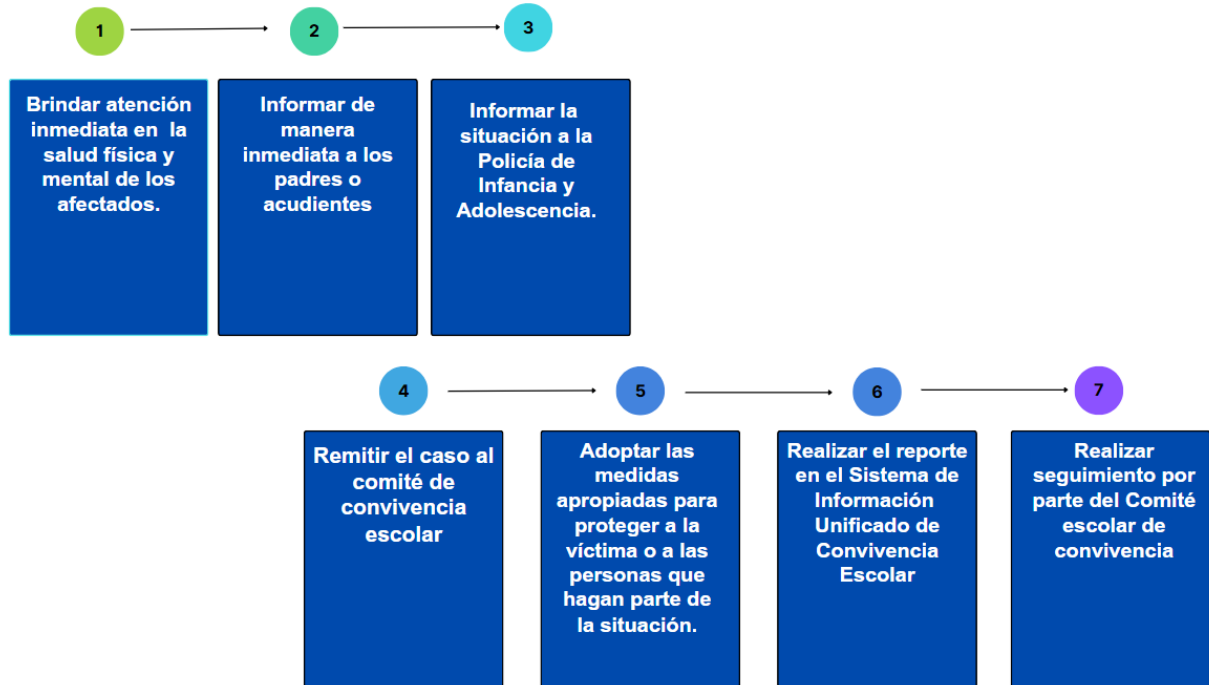 1
2
3
Brindar atención
inmediata en la
salud física y
mental de los
afectados.
Informar de
manera
inmediata a los
padres o
acudientes
Informar la
situación a la
Policía de
Infancia y
Adolescencia.
4
5
6
7
Remitir el caso al
comité de
convivencia
escolar
Adoptar las
medidas
apropiadas para
proteger a la
víctima o a las
personas que
hagan parte de
la situación.
Realizar el reporte
en el Sistema de
Información
Unificado de
Convivencia
Escolar
Realizar
seguimiento por
parte del Comité
escolar de
convivencia